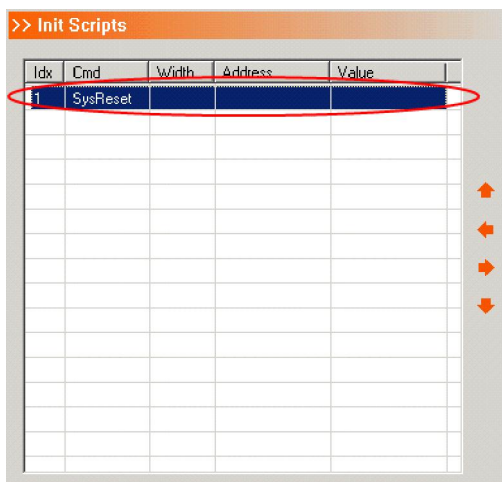 >> Init Scripts
Idx Cmd Width Address Value
1 SysReset